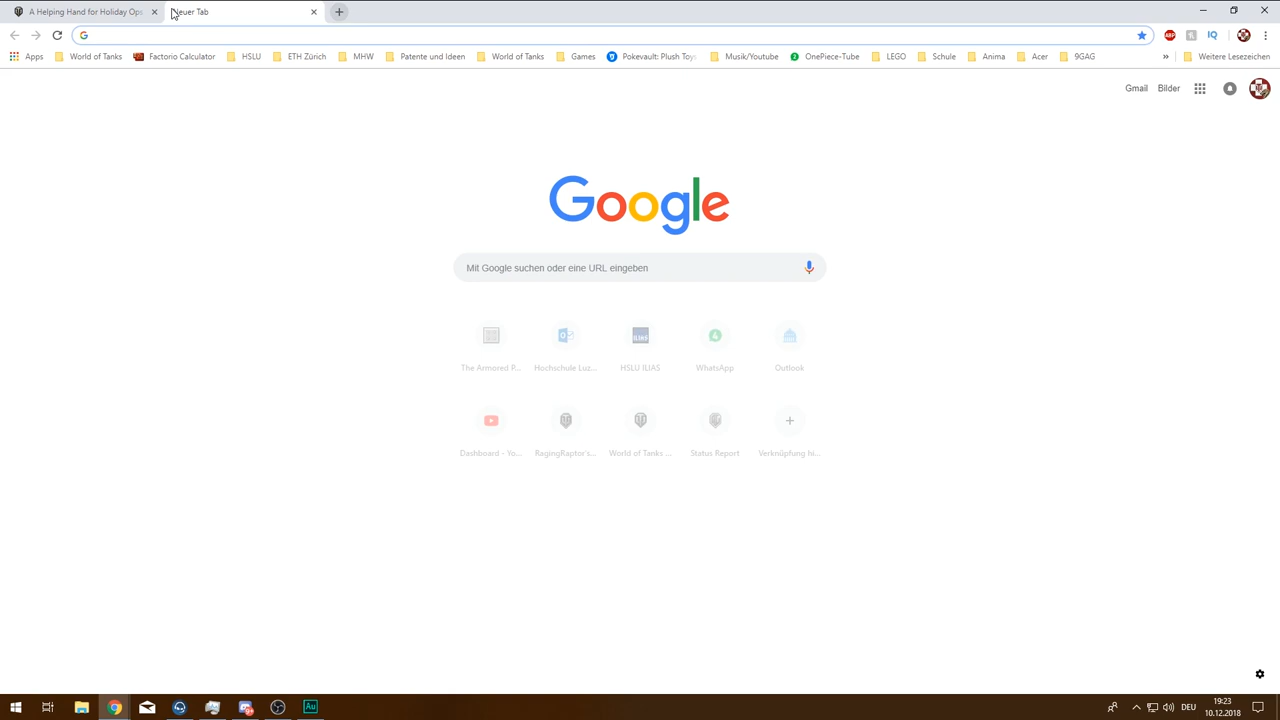 A Helping Hand for Holiday Ops
Neuer Tab
Apps World of Tanks Factorio Calculator HSLU ETH Zürich MHW Patente und Ideen World of Tanks Games Pokevault: Plush Toys Musik/Youtube OnePiece-Tube LEGO Schule Anima Acer 9GAG » Weitere Lesezeichen
Gmail Bilder
Google
Mit Google suchen oder eine URL eingeben
The Armored P... Hochschule Luz... HSLU ILIAS WhatsApp Outlook
Dashboard - Yo... RagingRaptor's... World of Tanks ... Status Report Verknüpfung hi...
DEU
19:23
10.12.2018